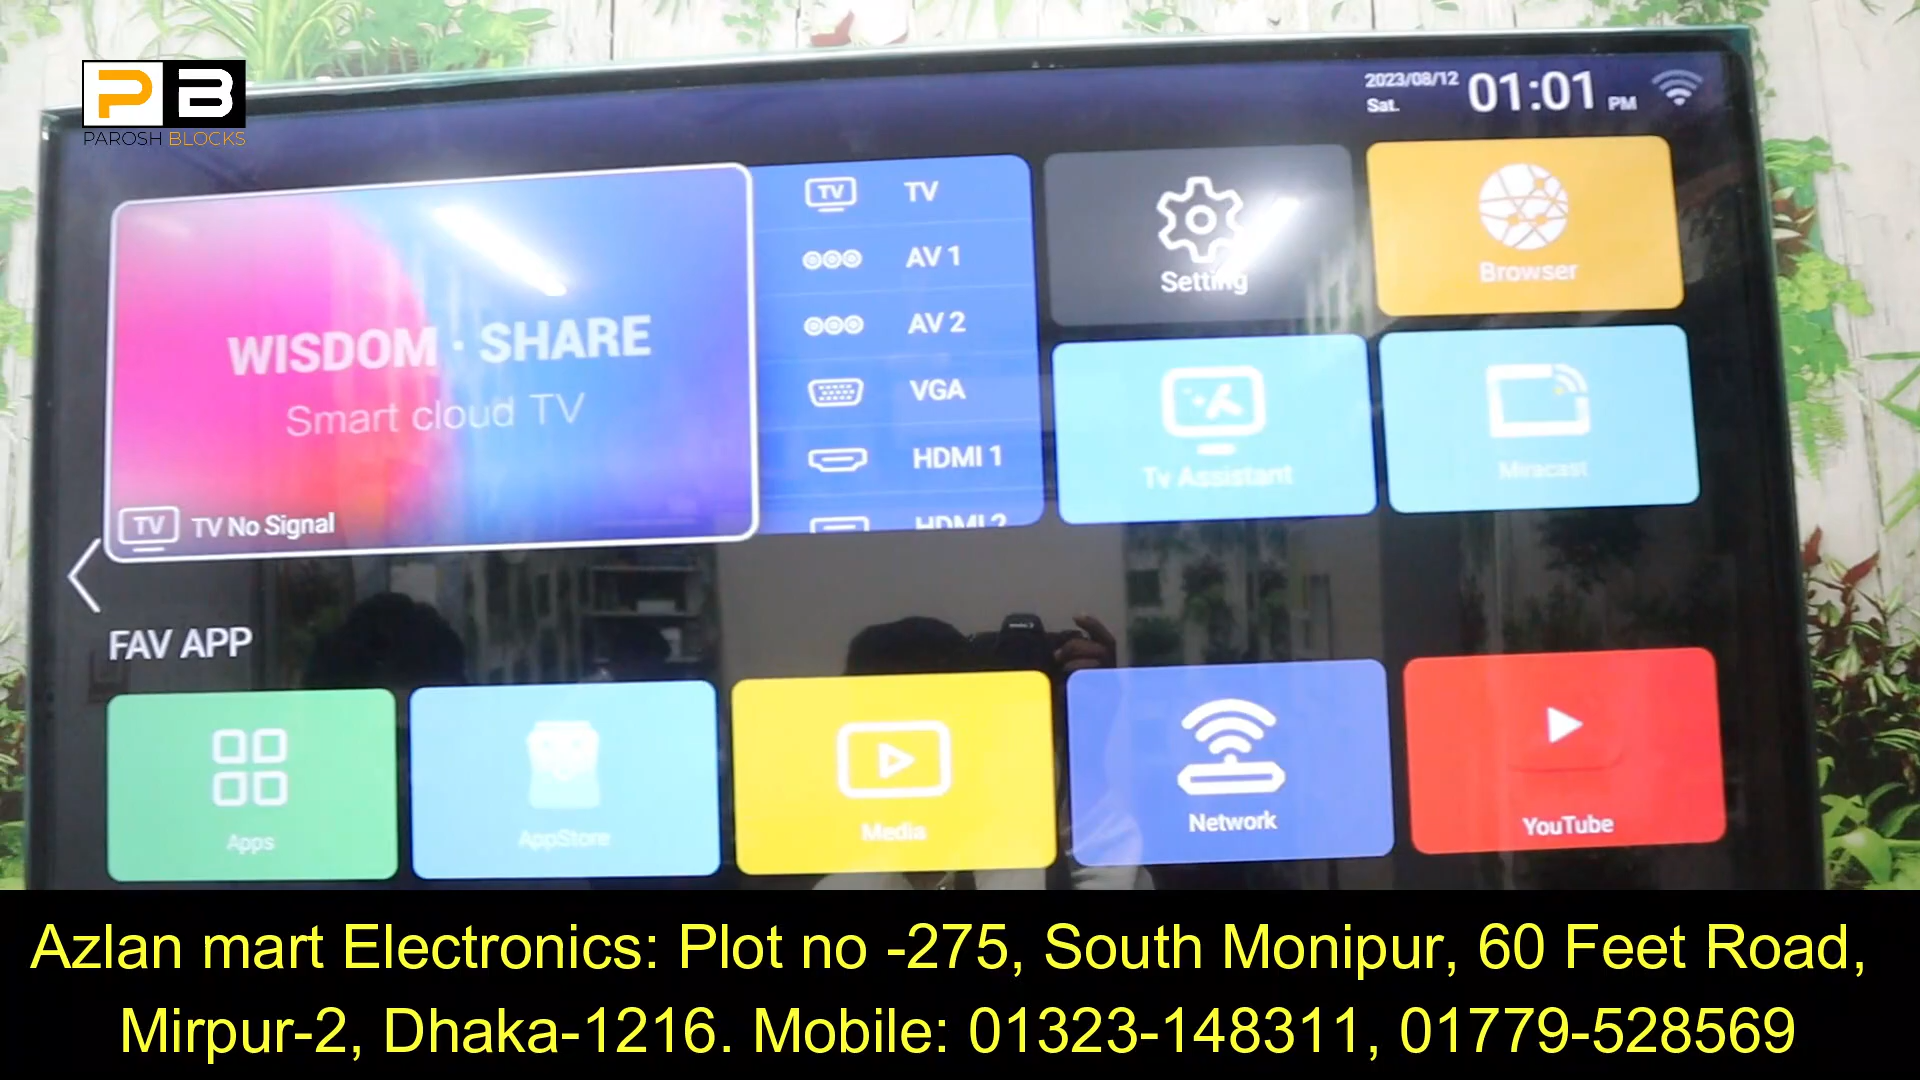 PB
PAROSH BLOCKS
2023/08/12
Sat.
01:01 PM
WISDOM · SHARE
Smart cloud TV
TV TV No Signal
TV TV
AV 1
AV 2
VGA
HDMI 1
HDMI 2
Setting
Browser
Tv Assistant
Miracast
FAV APP
Apps
AppStore
Media
Network
YouTube
Azlan mart Electronics: Plot no -275, South Monipur, 60 Feet Road,
Mirpur-2, Dhaka-1216. Mobile: 01323-148311, 01779-528569